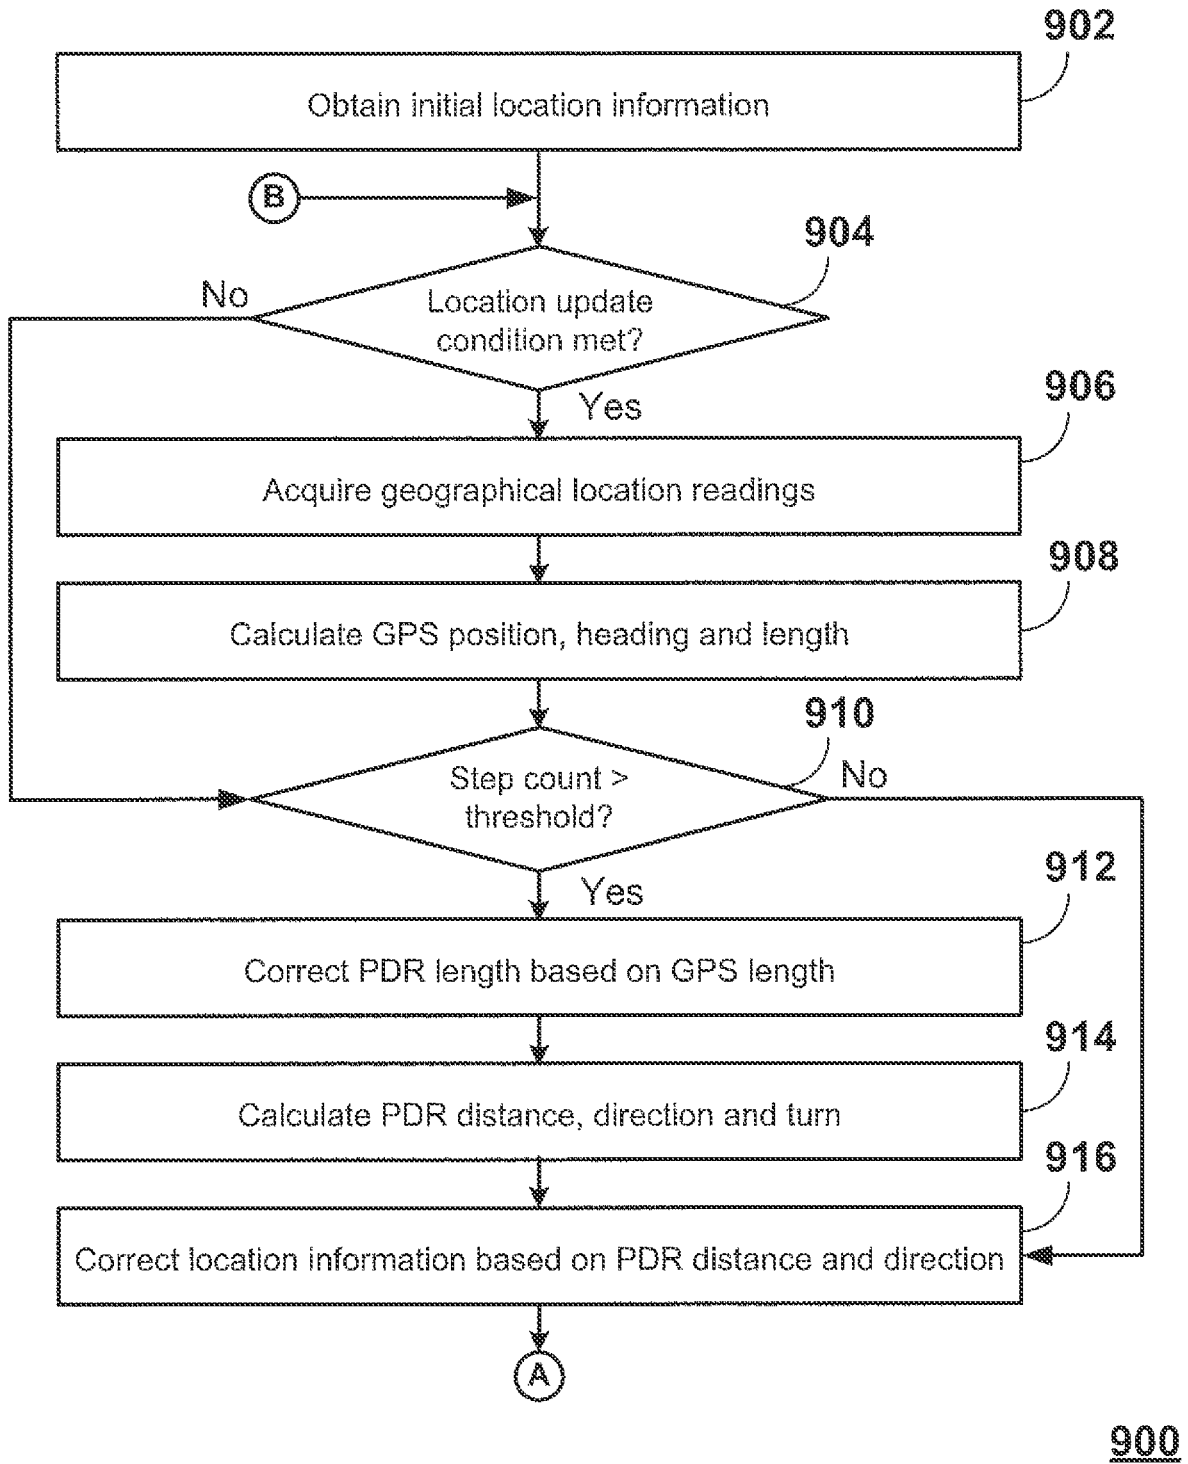 902
Obtain initial location information
B
904
No
Location update
condition met?
Yes
906
Acquire geographical location readings
908
Calculate GPS position, heading and length
910
Step count >
threshold?
No
Yes
912
Correct PDR length based on GPS length
914
Calculate PDR distance, direction and turn
916
Correct location information based on PDR distance and direction
A
900